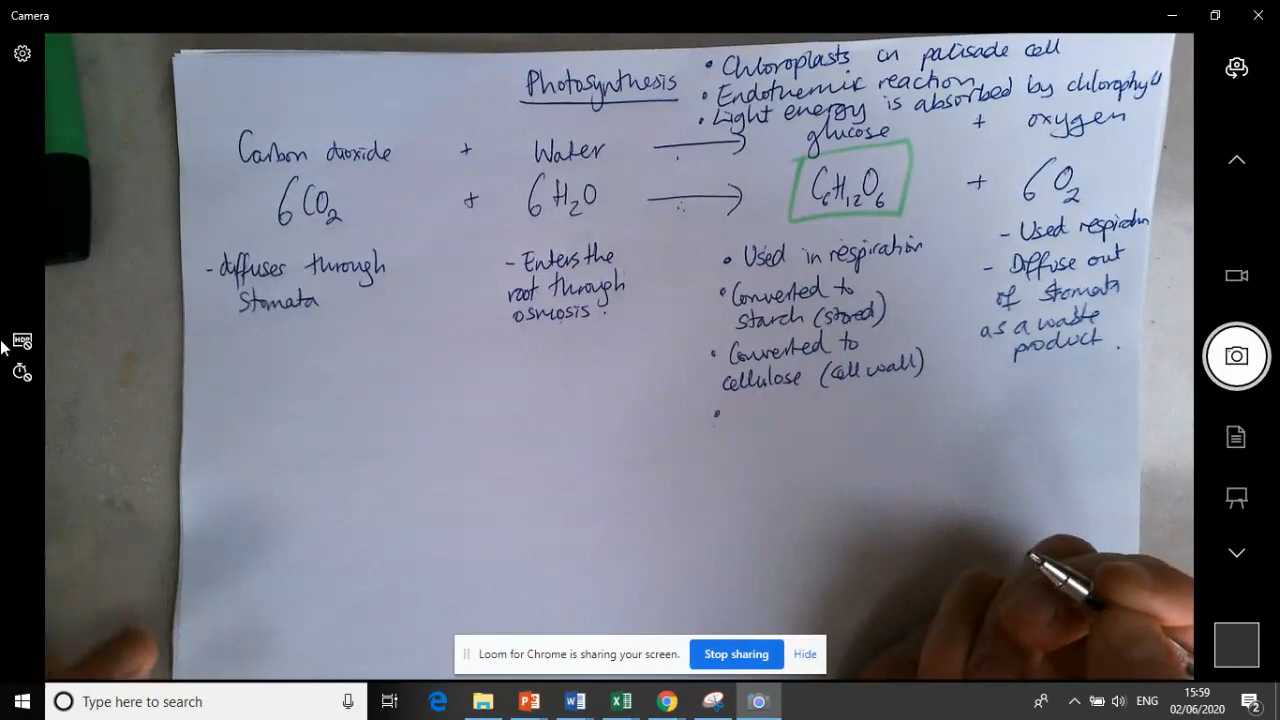 Camera
Photosynthesis
• Chloroplasts in palisade cell
• Endothermic reaction
• Light energy is absorbed by chlorophyll
Carbon dioxide + Water → glucose + oxygen
6CO₂ + 6H₂O → C₆H₁₂O₆ + 6O₂
- diffuses through
stomata
- Enters the
root through
osmosis.
• Used in respiration
• Converted to
starch (stored)
• Converted to
cellulose (cell wall)
•
- Used respiration
- Diffuse out
of stomata
as a waste
product.
Loom for Chrome is sharing your screen. Stop sharing Hide
Type here to search
ENG
15:59
02/06/2020
2